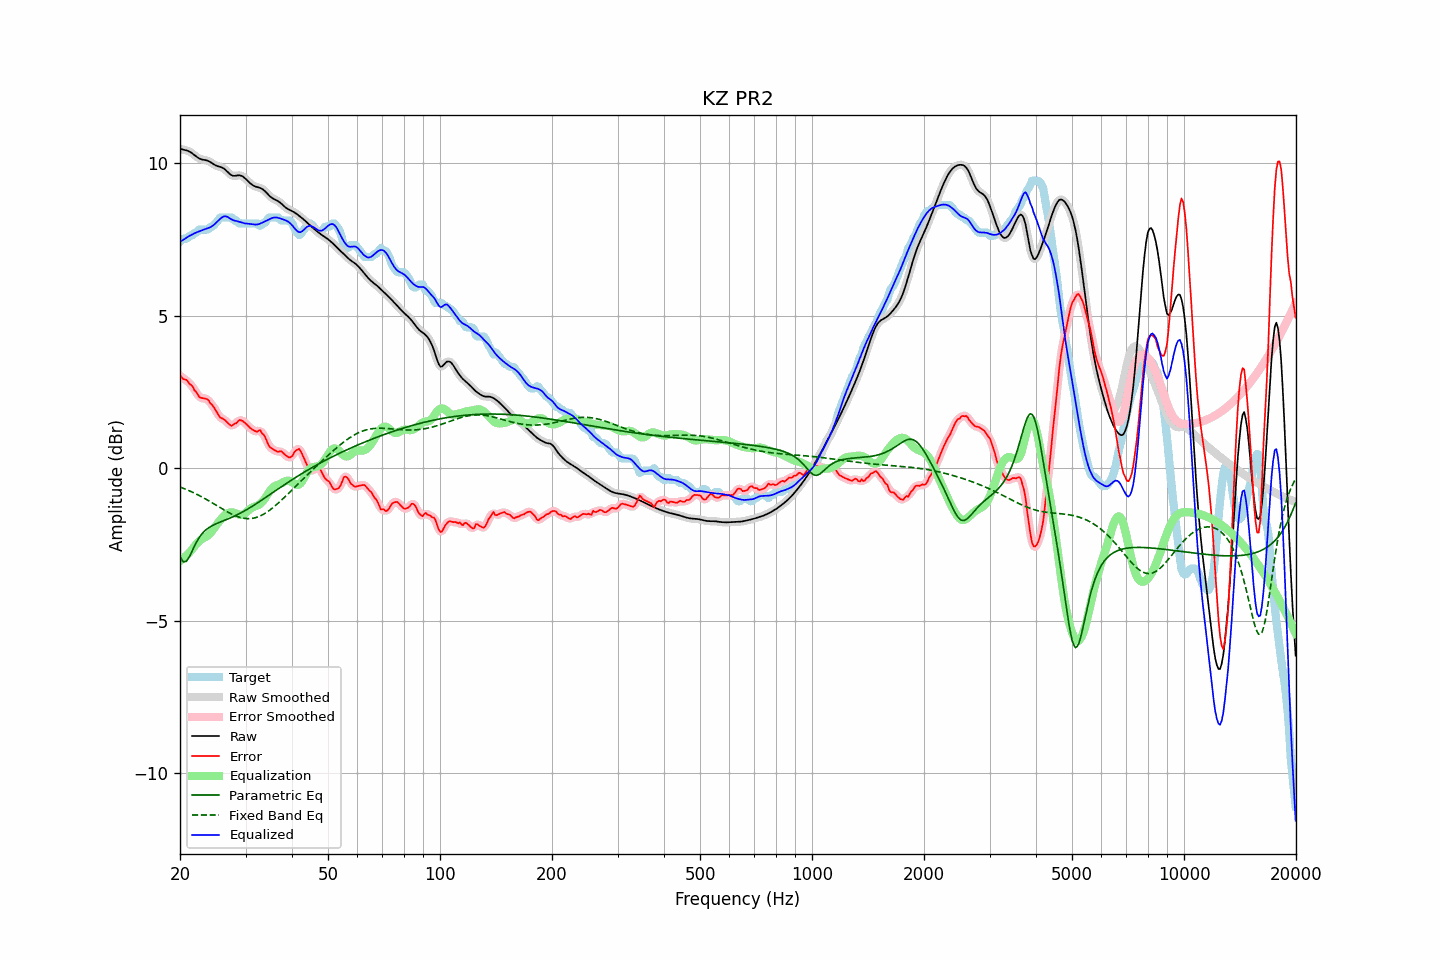 KZ PR2
Amplitude (dBr)
10
5
0
−5
−10
Target
Raw Smoothed
Error Smoothed
Raw
Error
Equalization
Parametric Eq
Fixed Band Eq
Equalized
20 50 100 200 500 1000 2000 5000 10000 20000
Frequency (Hz)